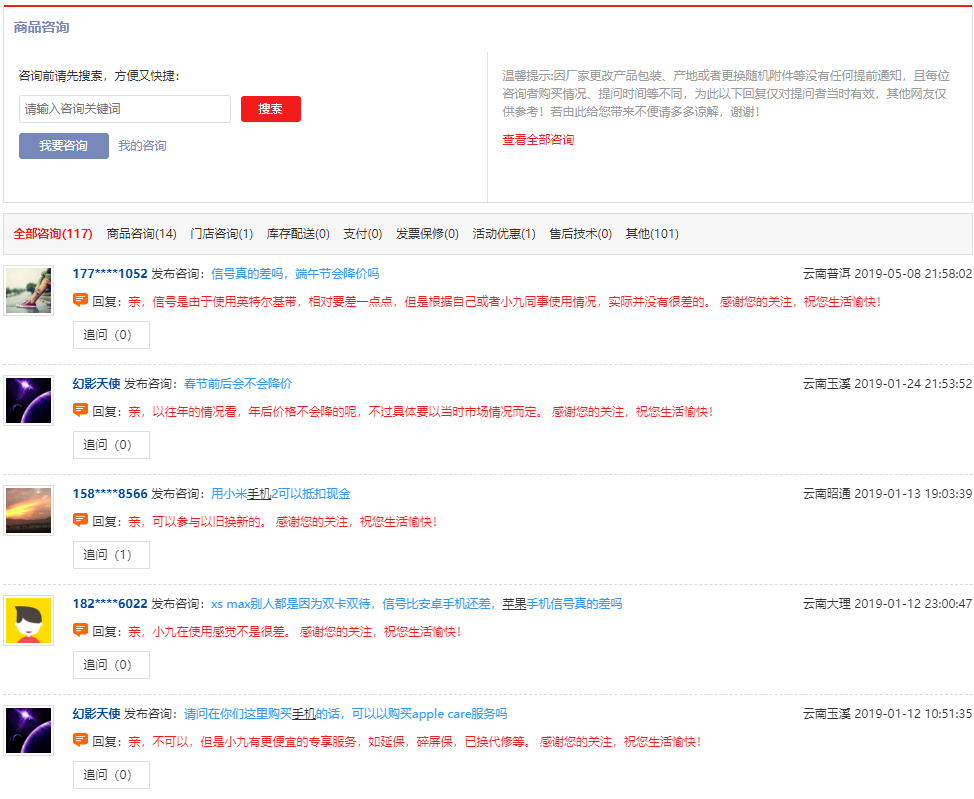 商品咨询
咨询前请先搜索，方便又快捷：
请输入咨询关键词
搜索
我要咨询
我的咨询
温馨提示:因厂家更改产品包装、产地或者更换随机附件等没有任何提前通知，且每位
咨询者购买情况、提问时间等不同，为此以下回复仅对提问者当时有效，其他网友仅
供参考！若由此给您带来不便请多多谅解，谢谢！
查看全部咨询
全部咨询(117) 商品咨询(14) 门店咨询(1) 库存配送(0) 支付(0) 发票保修(0) 活动优惠(1) 售后技术(0) 其他(101)
177****1052 发布咨询：信号真的差吗，端午节会降价吗 云南普洱 2019-05-08 21:58:02
回复：亲，信号是由于使用英特尔基带，相对要差一点点，但是根据自己或者小九同事使用情况，实际并没有很差的。 感谢您的关注，祝您生活愉快！
追问（0）
幻影天使 发布咨询：春节前后会不会降价 云南玉溪 2019-01-24 21:53:52
回复：亲，以往年的情况看，年后价格不会降的呢，不过具体要以当时市场情况而定。 感谢您的关注，祝您生活愉快！
追问（0）
158****8566 发布咨询：用小米手机2可以抵扣现金 云南昭通 2019-01-13 19:03:39
回复：亲，可以参与以旧换新的。 感谢您的关注，祝您生活愉快！
追问（1）
182****6022 发布咨询：xs max别人都是因为双卡双待，信号比安卓手机还差，苹果手机信号真的差吗 云南大理 2019-01-12 23:00:47
回复：亲，小九在使用感觉不是很差。 感谢您的关注，祝您生活愉快！
追问（0）
幻影天使 发布咨询：请问在你们这里购买手机的话，可以以购买apple care服务吗 云南玉溪 2019-01-12 10:51:35
回复：亲，不可以，但是小九有更便宜的专享服务，如延保，碎屏保，已换代修等。 感谢您的关注，祝您生活愉快！
追问（0）